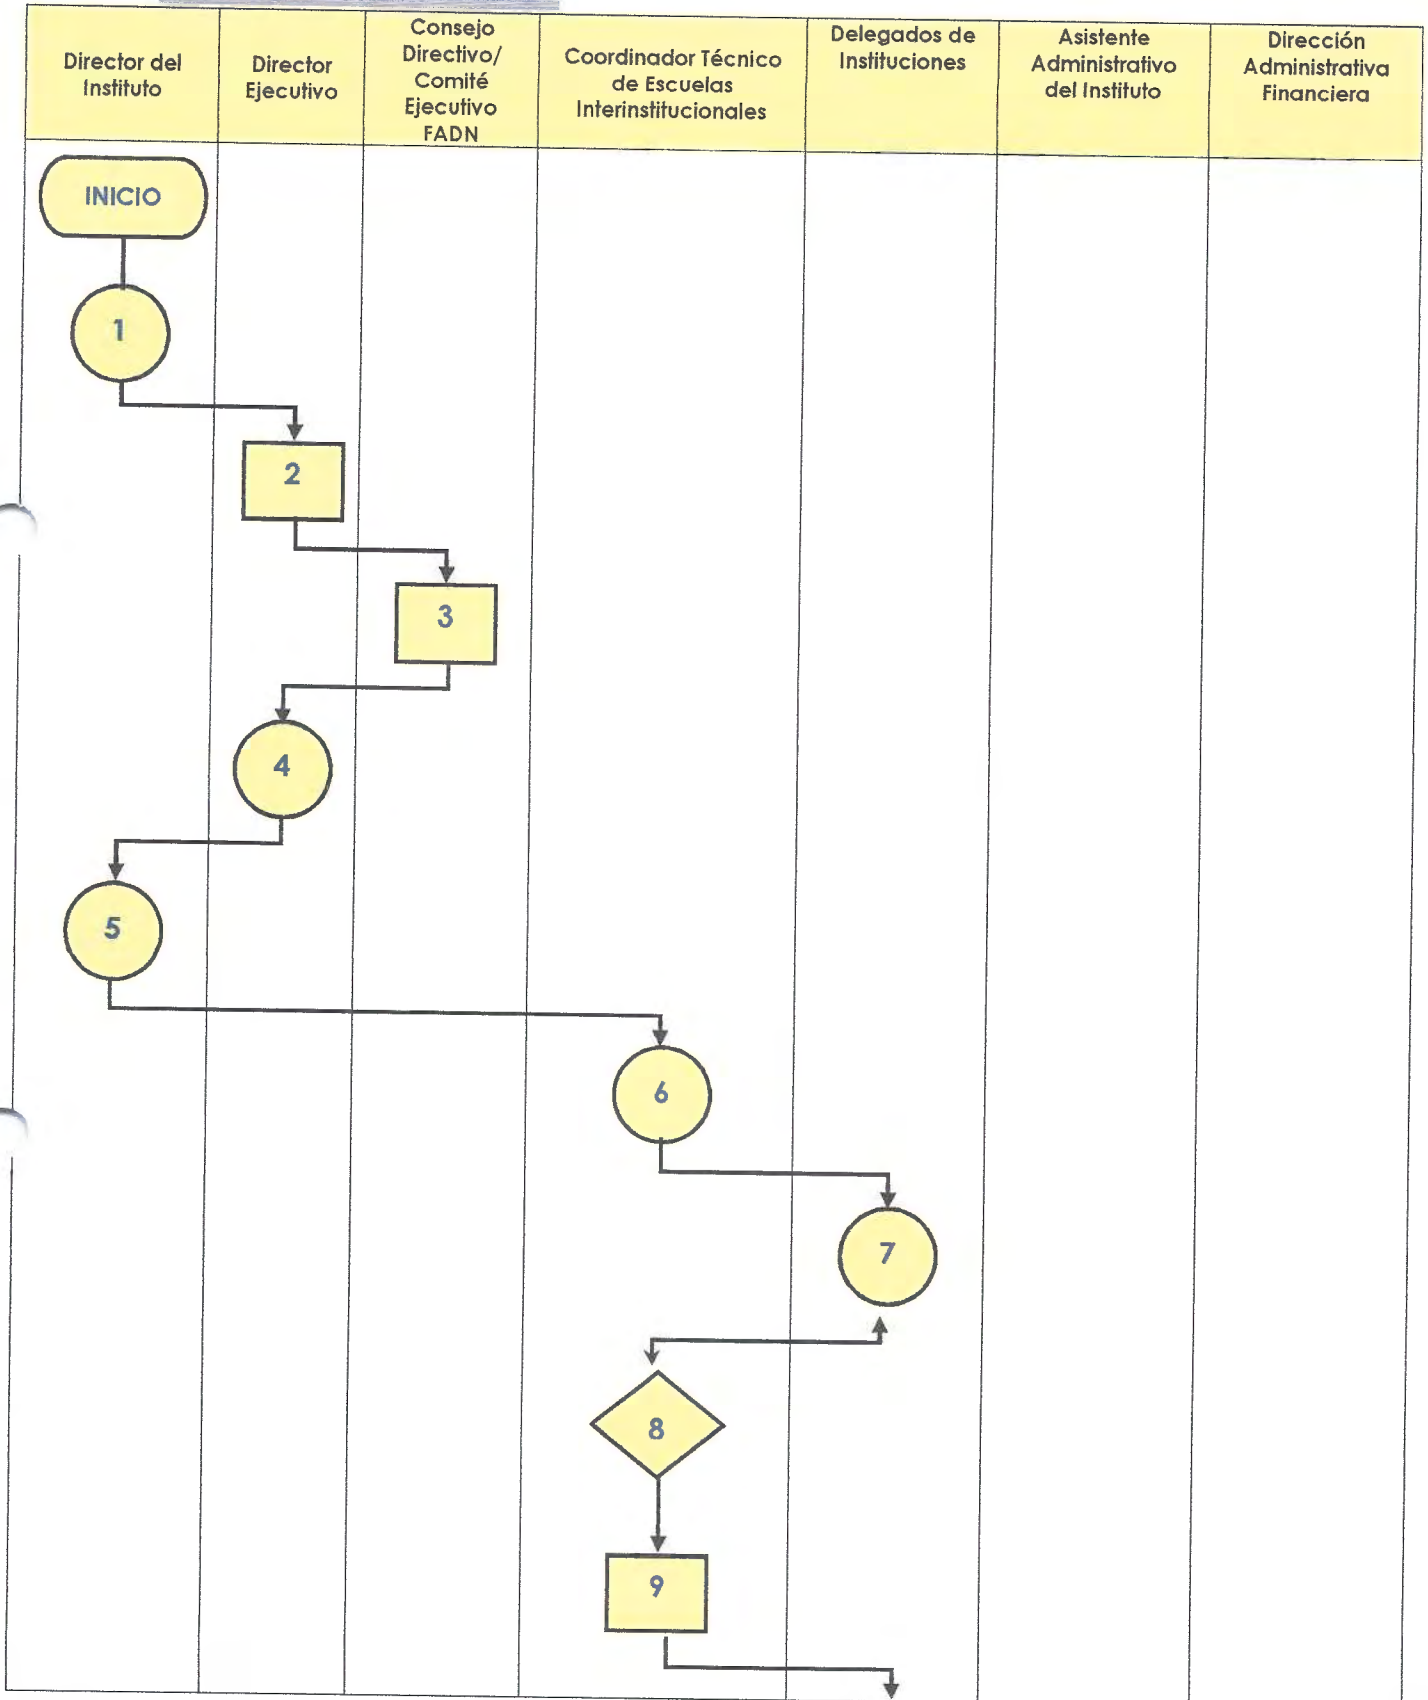 Director del
Instituto
Director
Ejecutivo
Consejo
Directivo/
Comité
Ejecutivo
FADN
Coordinador Técnico
de Escuelas
Interinstitucionales
Delegados de
Instituciones
Asistente
Administrativo
del Instituto
Dirección
Administrativa
Financiera
INICIO
1
2
3
4
5
6
7
8
9